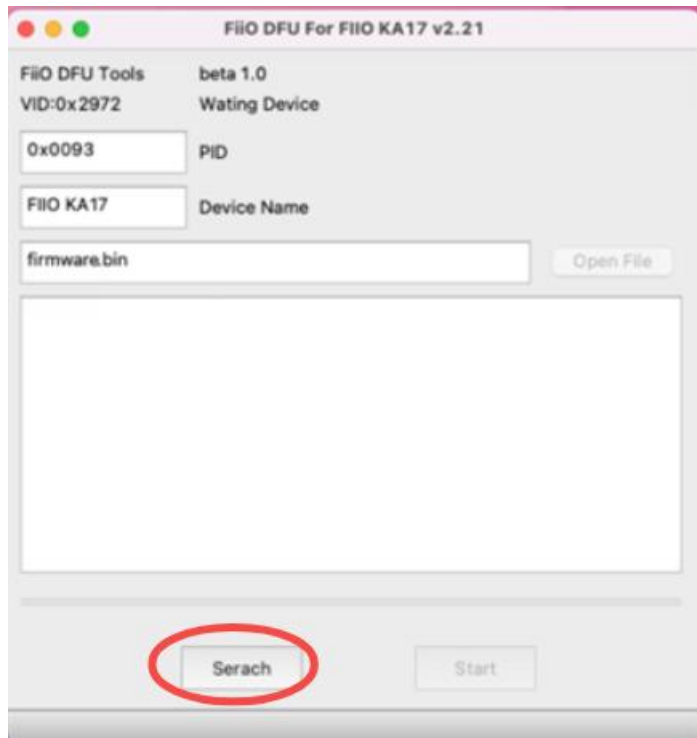 FiiO DFU For FIIO KA17 v2.21
FiiO DFU Tools beta 1.0
VID:0x2972 Wating Device
0x0093 PID
FIIO KA17 Device Name
firmware.bin Open File
Serach Start